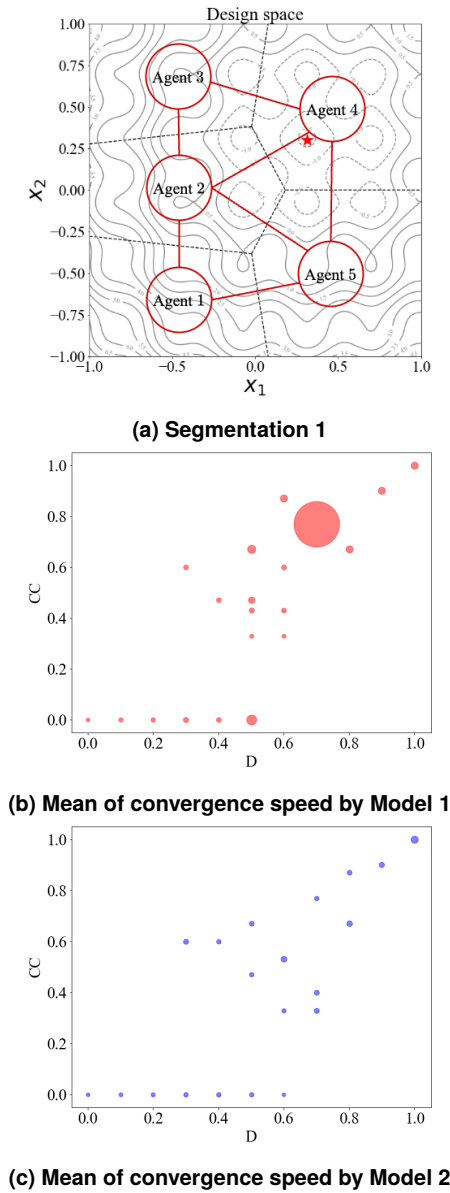 Design space
1.00
0.75
0.50
0.25
0.00
−0.25
−0.50
−0.75
−1.00
x2
Agent 3
Agent 4
Agent 2
Agent 5
Agent 1
−1.0 −0.5 0.0 0.5 1.0
x1
(a) Segmentation 1
1.0
0.8
0.6
0.4
0.2
0.0
CC
0.0 0.2 0.4 0.6 0.8 1.0
D
(b) Mean of convergence speed by Model 1
1.0
0.8
0.6
0.4
0.2
0.0
CC
0.0 0.2 0.4 0.6 0.8 1.0
D
(c) Mean of convergence speed by Model 2